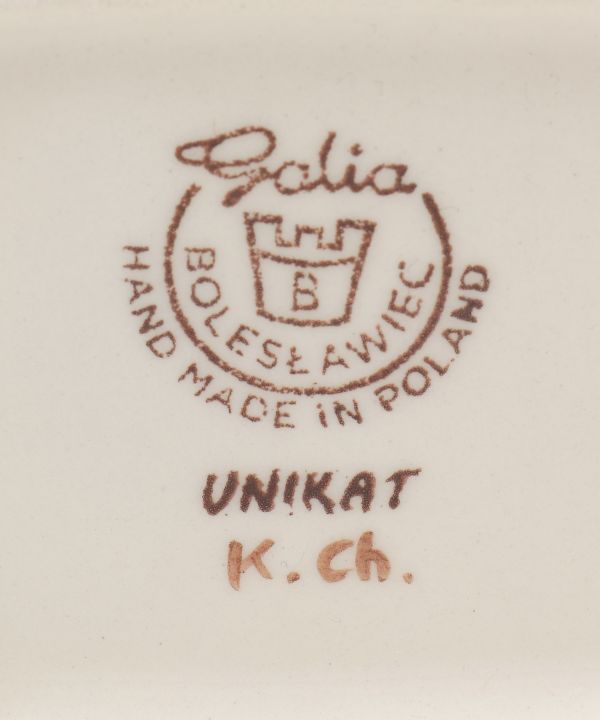 Galia
B
BOLESŁAWIEC
HAND MADE iN POLAND
UNIKAT
K. Ch.